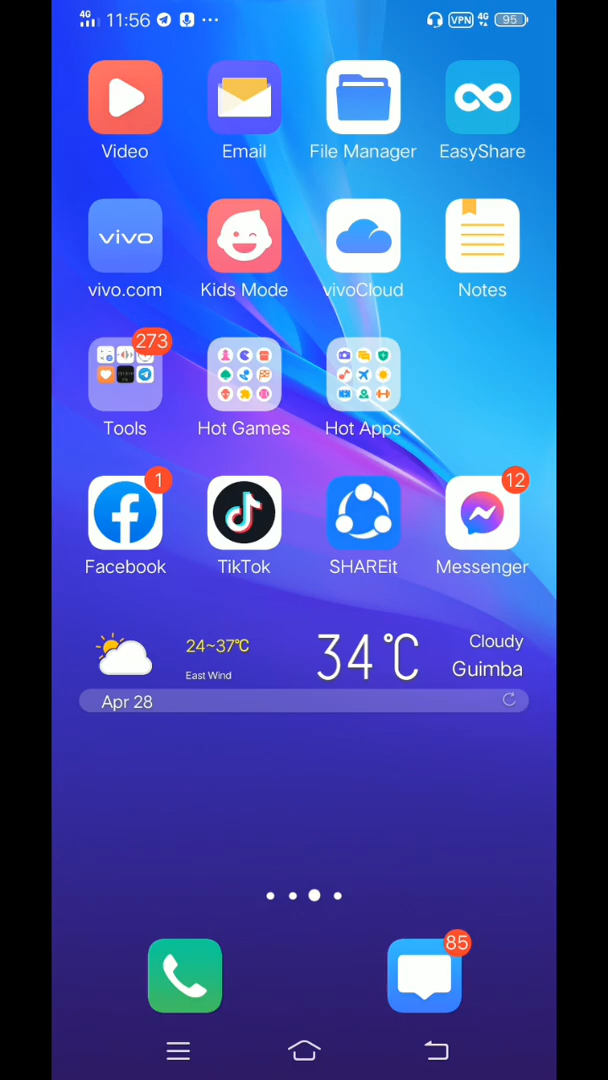 4G 11:56 VPN 4G 95
Video Email File Manager EasyShare
vivo
vivo.com Kids Mode vivoCloud Notes
273
Tools Hot Games Hot Apps
1 12
Facebook TikTok SHAREit Messenger
24~37℃ 34℃ Cloudy
East Wind Guimba
Apr 28
85